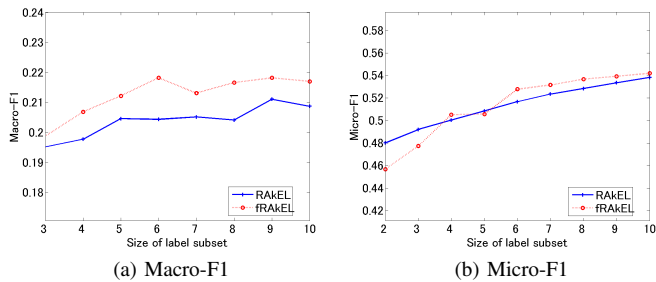 0.24
0.23
0.22
0.21
0.2
0.19
0.18
Macro-F1
3 4 5 6 7 8 9 10
Size of label subset
RAkEL
fRAkEL
(a) Macro-F1
0.58
0.56
0.54
0.52
0.5
0.48
0.46
0.44
0.42
Micro-F1
2 3 4 5 6 7 8 9 10
Size of label subset
RAkEL
fRAkEL
(b) Micro-F1